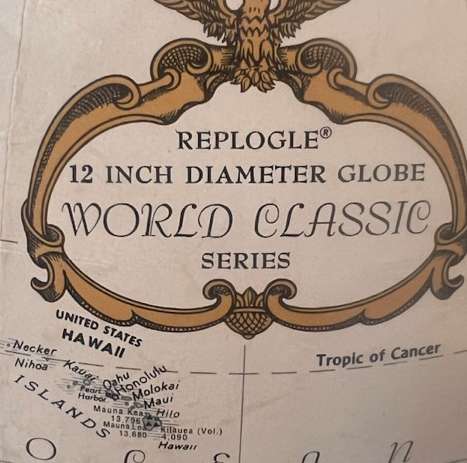 REPLOGLE®
12 INCH DIAMETER GLOBE
WORLD CLASSIC
SERIES
UNITED STATES
HAWAII
Tropic of Cancer
Necker
Nihoa
Kauai
Oahu
Honolulu
Pearl
Harbor
Molokai
Maui
ISLANDS
Mauna Kea
13,796
Hilo
Mauna Loa
13,680
Kilauea (Vol.)
4,090
Hawaii
O C E A N